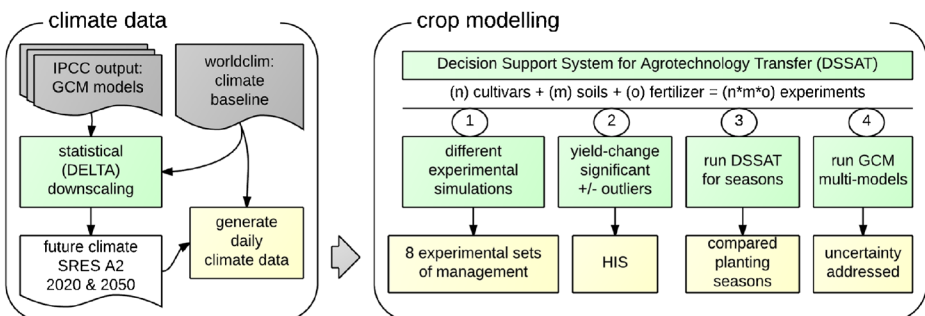 climate data
IPCC output:
GCM models
worldclim:
climate
baseline
statistical
(DELTA)
downscaling
future climate
SRES A2
2020 & 2050
generate
daily
climate data
crop modelling
Decision Support System for Agrotechnology Transfer (DSSAT)
(n) cultivars + (m) soils + (o) fertilizer = (n*m*o) experiments
1
different
experimental
simulations
8 experimental sets
of management
2
yield-change
significant
+/- outliers
HIS
3
run DSSAT
for seasons
compared
planting
seasons
4
run GCM
multi-models
uncertainty
addressed